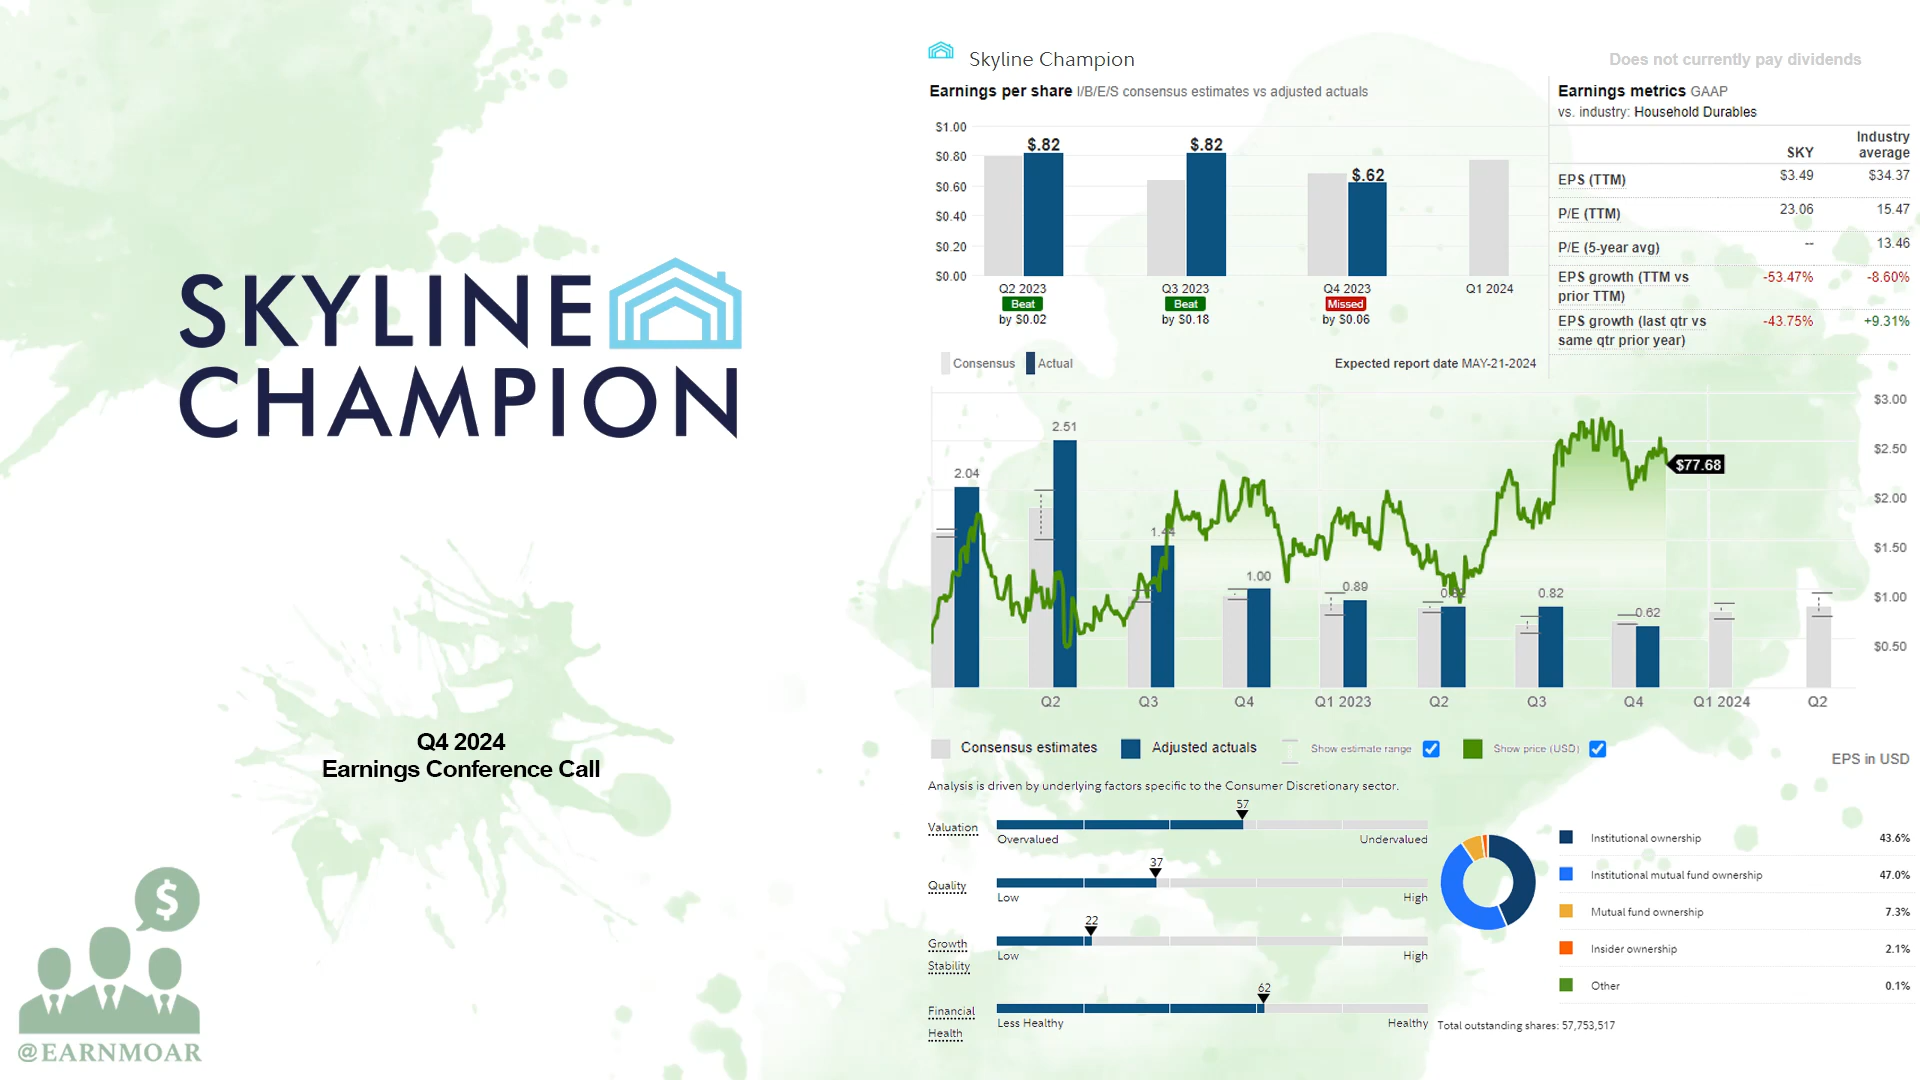 SKYLINE
CHAMPION
Q4 2024
Earnings Conference Call
$
@EARNMOAR
Skyline Champion
Does not currently pay dividends
Earnings per share I/B/E/S consensus estimates vs adjusted actuals
$1.00
$0.80
$0.60
$0.40
$0.20
$0.00
$.82
$.82
$.62
Q2 2023
Beat
by $0.02
Q3 2023
Beat
by $0.18
Q4 2023
Missed
by $0.06
Q1 2024
Consensus
Actual
Expected report date MAY-21-2024
Earnings metrics GAAP
vs. industry: Household Durables
SKY
Industry
average
EPS (TTM) $3.49 $34.37
P/E (TTM) 23.06 15.47
P/E (5-year avg) -- 13.46
EPS growth (TTM vs
prior TTM) -53.47% -8.60%
EPS growth (last qtr vs
same qtr prior year) -43.75% +9.31%
$3.00
$2.50
$2.00
$1.50
$1.00
$0.50
2.04
2.51
1.44
1.00
0.89
0.82
0.82
0.62
$77.68
Q2
Q3
Q4
Q1 2023
Q2
Q3
Q4
Q1 2024
Q2
Consensus estimates
Adjusted actuals
Show estimate range
Show price (USD)
EPS in USD
Analysis is driven by underlying factors specific to the Consumer Discretionary sector.
57
Valuation
Overvalued
Undervalued
37
Quality
Low
High
22
Growth
Stability
Low
High
62
Financial
Health
Less Healthy
Healthy
Institutional ownership 43.6%
Institutional mutual fund ownership 47.0%
Mutual fund ownership 7.3%
Insider ownership 2.1%
Other 0.1%
Total outstanding shares: 57,753,517